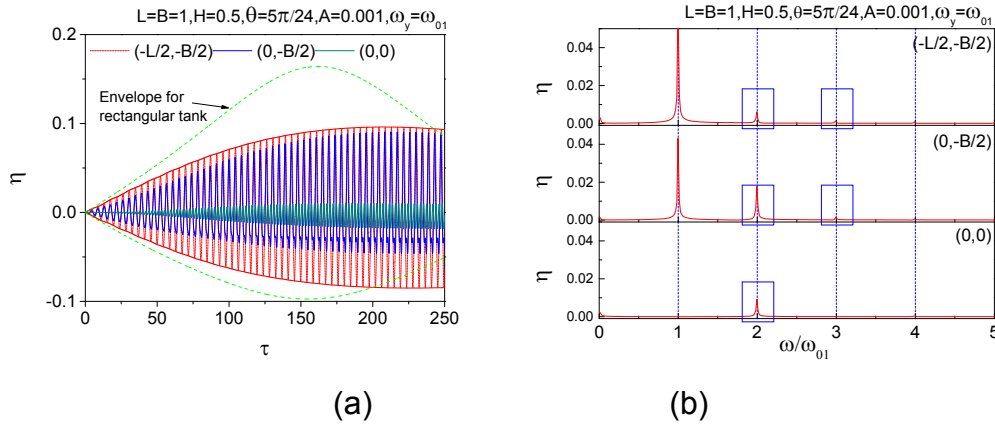 L=B=1,H=0.5,θ=5π/24,A=0.001,ω_y=ω_01
(-L/2,-B/2) (0,-B/2) (0,0)
Envelope for
rectangular tank
0.2
0.1
0.0
-0.1
η
0 50 100 150 200 250
τ
(a)
L=B=1,H=0.5,θ=5π/24,A=0.001,ω_y=ω_01
(-L/2,-B/2)
0.04
0.02
0.00
η
(0,-B/2)
0.04
0.02
0.00
η
(0,0)
0.04
0.02
0.00
η
0 1 2 3 4 5
ω/ω_01
(b)